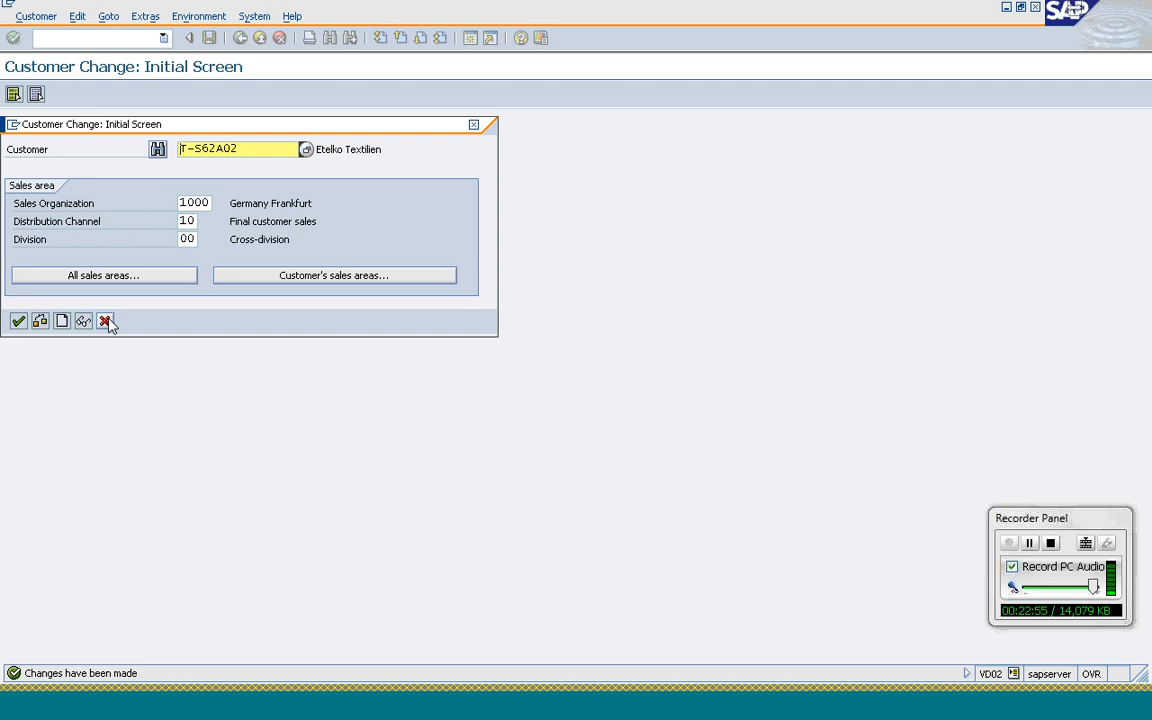 Customer Edit Goto Extras Environment System Help
SAP
Customer Change: Initial Screen
Customer Change: Initial Screen
Customer T-S62A02 Etelko Textilien
Sales area
Sales Organization 1000 Germany Frankfurt
Distribution Channel 10 Final customer sales
Division 00 Cross-division
All sales areas... Customer's sales areas...
Recorder Panel
Record PC Audio
00:22:55 / 14,079 KB
Changes have been made VD02 sapserver OVR